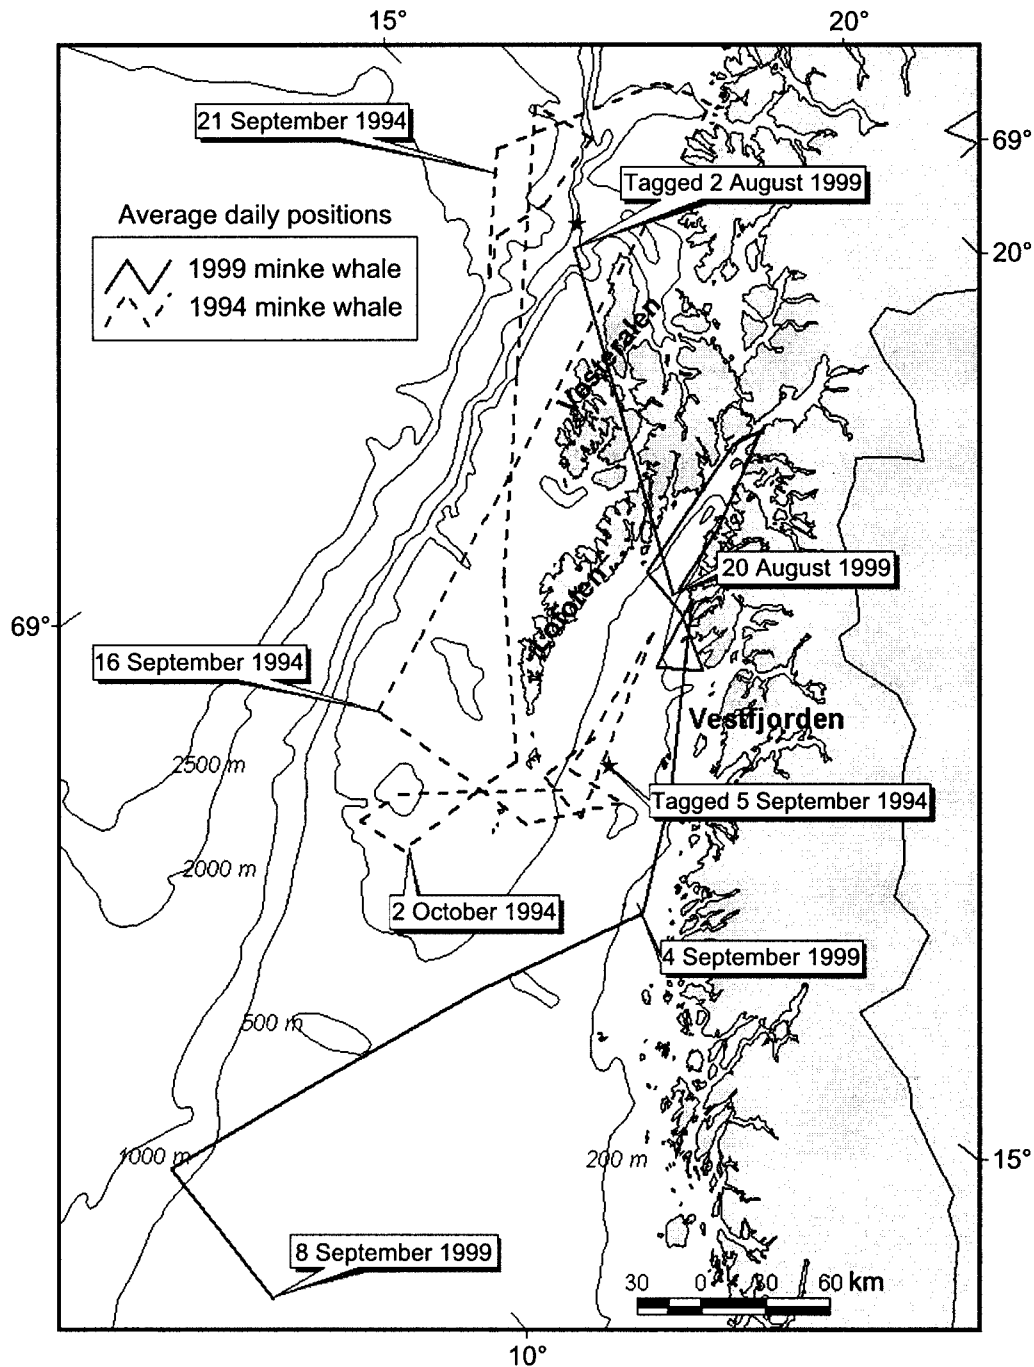 15°
20°
21 September 1994
69°
Tagged 2 August 1999
Average daily positions
20°
1999 minke whale
1994 minke whale
Vesterålen
20 August 1999
Lofoten
69°
16 September 1994
Vestfjorden
2500 m
Tagged 5 September 1994
2000 m
2 October 1994
4 September 1999
500 m
1000 m
200 m
15°
8 September 1999
30 0 30 60 km
10°